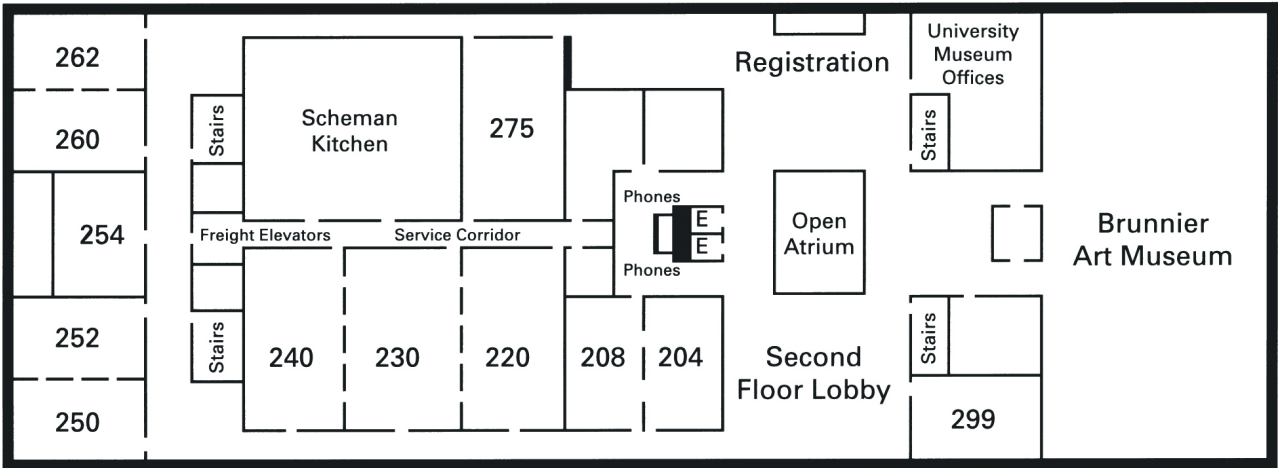 262
260
254
252
250
Stairs
Scheman
Kitchen
275
Freight Elevators
Service Corridor
Stairs
240
230
220
208
204
Phones
E
E
Phones
Registration
Open
Atrium
Second
Floor Lobby
University
Museum
Offices
Stairs
Stairs
299
Brunnier
Art Museum